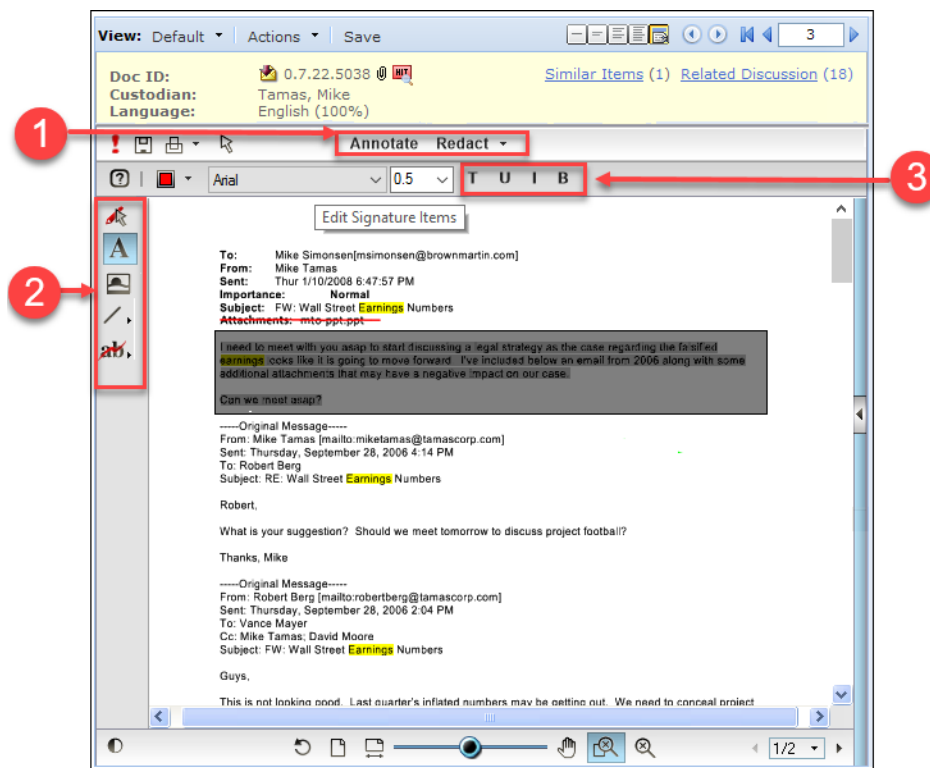 View: Default Actions Save 3
Doc ID: 0.7.22.5038 HIT Similar Items (1) Related Discussion (18)
Custodian: Tamas, Mike
Language: English (100%)
1
Annotate Redact
Arial 0.5 T U I B
3
Edit Signature Items
A
2
ab
To: Mike Simonsen[msimonsen@brownmartin.com]
From: Mike Tamas
Sent: Thur 1/10/2008 6:47:57 PM
Importance: Normal
Subject: FW: Wall Street Earnings Numbers
Attachments: mto ppt.ppt
I need to meet with you asap to start discussing a legal strategy as the case regarding the falsified
earnings looks like it is going to move forward. I've included below an email from 2006 along with some
additional attachments that may have a negative impact on our case.
Can we meet asap?
-----Original Message-----
From: Mike Tamas [mailto:miketamas@tamascorp.com]
Sent: Thursday, September 28, 2006 4:14 PM
To: Robert Berg
Subject: RE: Wall Street Earnings Numbers
Robert,
What is your suggestion? Should we meet tomorrow to discuss project football?
Thanks, Mike
-----Original Message-----
From: Robert Berg [mailto:robertberg@tamascorp.com]
Sent: Thursday, September 28, 2006 2:04 PM
To: Vance Mayer
Cc: Mike Tamas; David Moore
Subject: FW: Wall Street Earnings Numbers
Guys,
This is not looking good. Last quarter's inflated numbers may be getting out. We need to conceal project
1/2